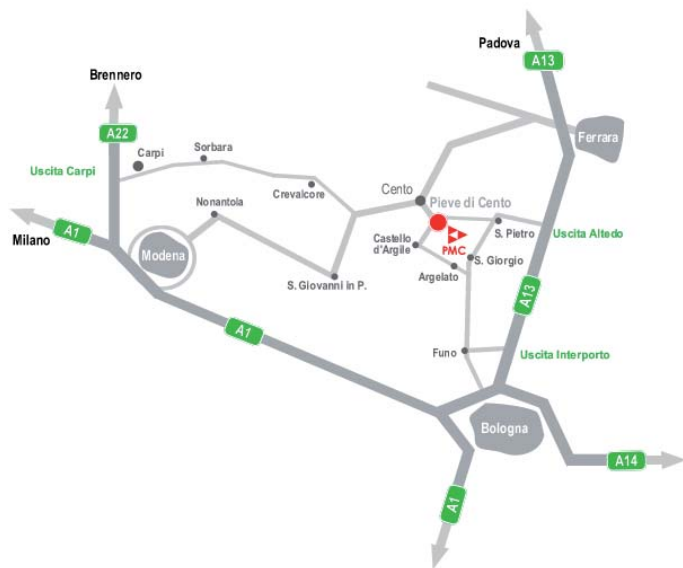 Padova
A13
Brennero
A22
Ferrara
Carpi
Sorbara
Uscita Carpi
Crevalcore
Cento
Nonantola
Pieve di Cento
A1
Milano
S. Pietro
Uscita Altedo
Castello
d'Argile
PMC
Modena
S. Giorgio
Argelato
S. Giovanni in P.
A13
A1
Funo
Uscita Interporto
Bologna
A14
A1